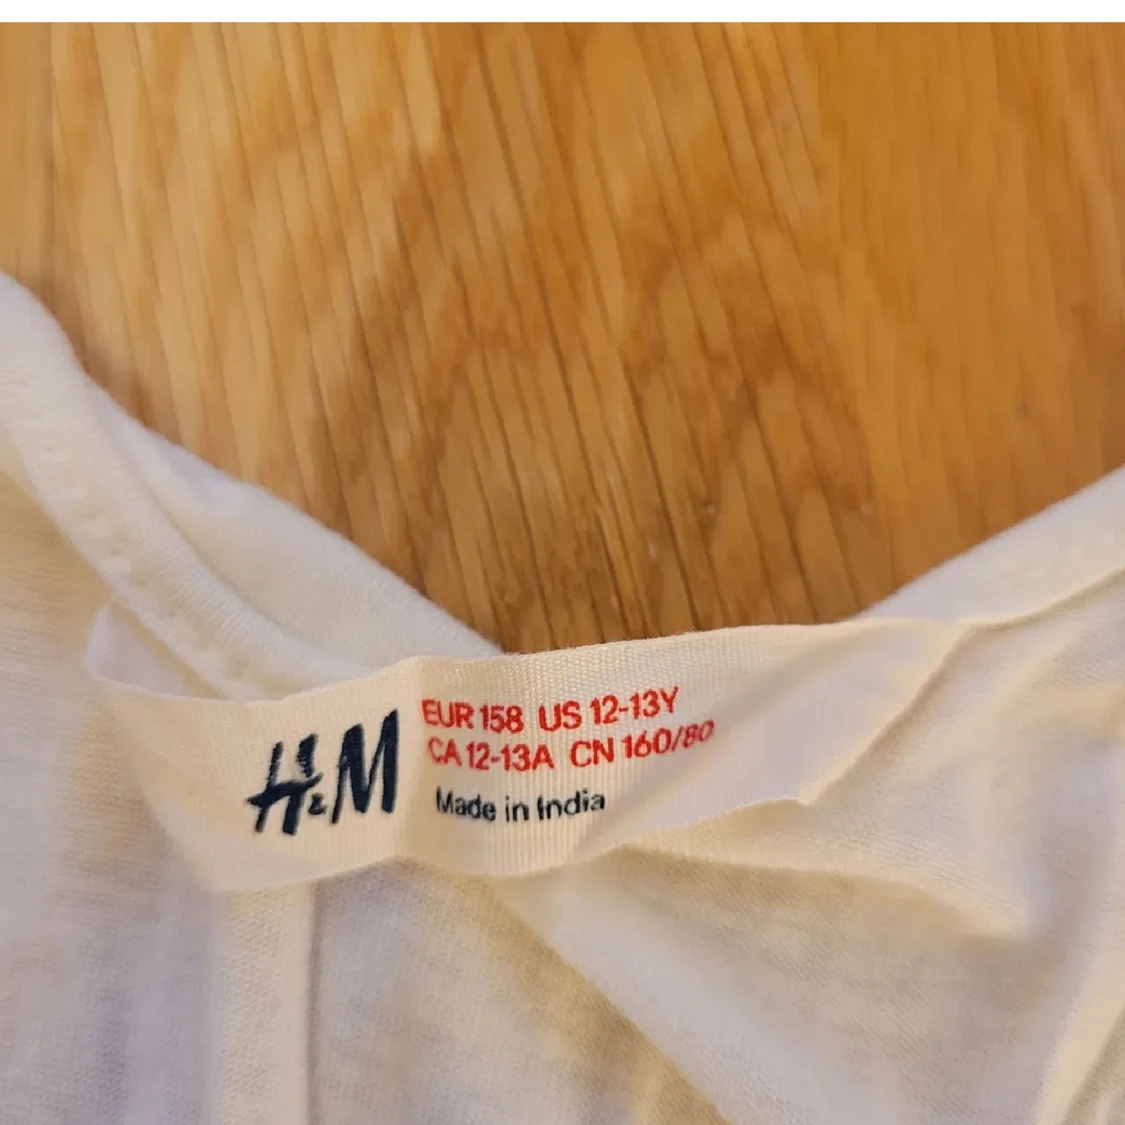 H&M
EUR 158 US 12-13Y
CA 12-13A CN 160/80
Made in India